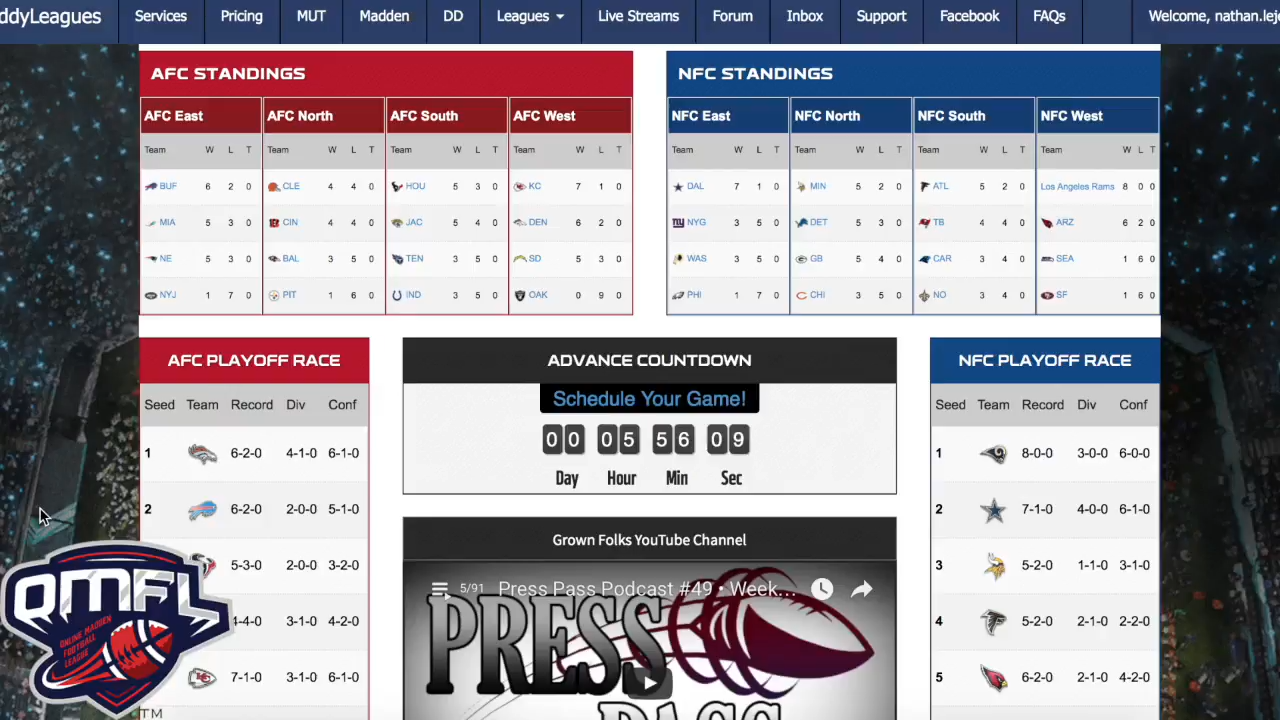 ddyLeagues Services Pricing MUT Madden DD Leagues Live Streams Forum Inbox Support Facebook FAQs Welcome, nathan.leje
AFC STANDINGS NFC STANDINGS
AFC East AFC North AFC South AFC West NFC East NFC North NFC South NFC West
Team W L T Team W L T Team W L T Team W L T Team W L T Team W L T Team W L T Team W L T
BUF 6 2 0 CLE 4 4 0 HOU 5 3 0 KC 7 1 0 DAL 7 1 0 MIN 5 2 0 ATL 5 2 0 Los Angeles Rams 8 0 0
MIA 5 3 0 CIN 4 4 0 JAC 5 4 0 DEN 6 2 0 NYG 3 5 0 DET 5 3 0 TB 4 4 0 ARZ 6 2 0
NE 5 3 0 BAL 3 5 0 TEN 3 5 0 SD 5 3 0 WAS 3 5 0 GB 5 4 0 CAR 3 4 0 SEA 1 6 0
NYJ 1 7 0 PIT 1 6 0 IND 3 5 0 OAK 0 9 0 PHI 1 7 0 CHI 3 5 0 NO 3 4 0 SF 1 6 0
AFC PLAYOFF RACE
Seed Team Record Div Conf
1 6-2-0 4-1-0 6-1-0
2 6-2-0 2-0-0 5-1-0
5-3-0 2-0-0 3-2-0
4-4-0 3-1-0 4-2-0
7-1-0 3-1-0 6-1-0
ADVANCE COUNTDOWN
Schedule Your Game!
00 05 56 09
Day Hour Min Sec
Grown Folks YouTube Channel
5/91 Press Pass Podcast #49 • Week...
PRESS
PASS
NFC PLAYOFF RACE
Seed Team Record Div Conf
1 8-0-0 3-0-0 6-0-0
2 7-1-0 4-0-0 6-1-0
3 5-2-0 1-1-0 3-1-0
4 5-2-0 2-1-0 2-2-0
5 6-2-0 2-1-0 4-2-0
QMFL
ONLINE MADDEN
FOOTBALL
LEAGUE
TM